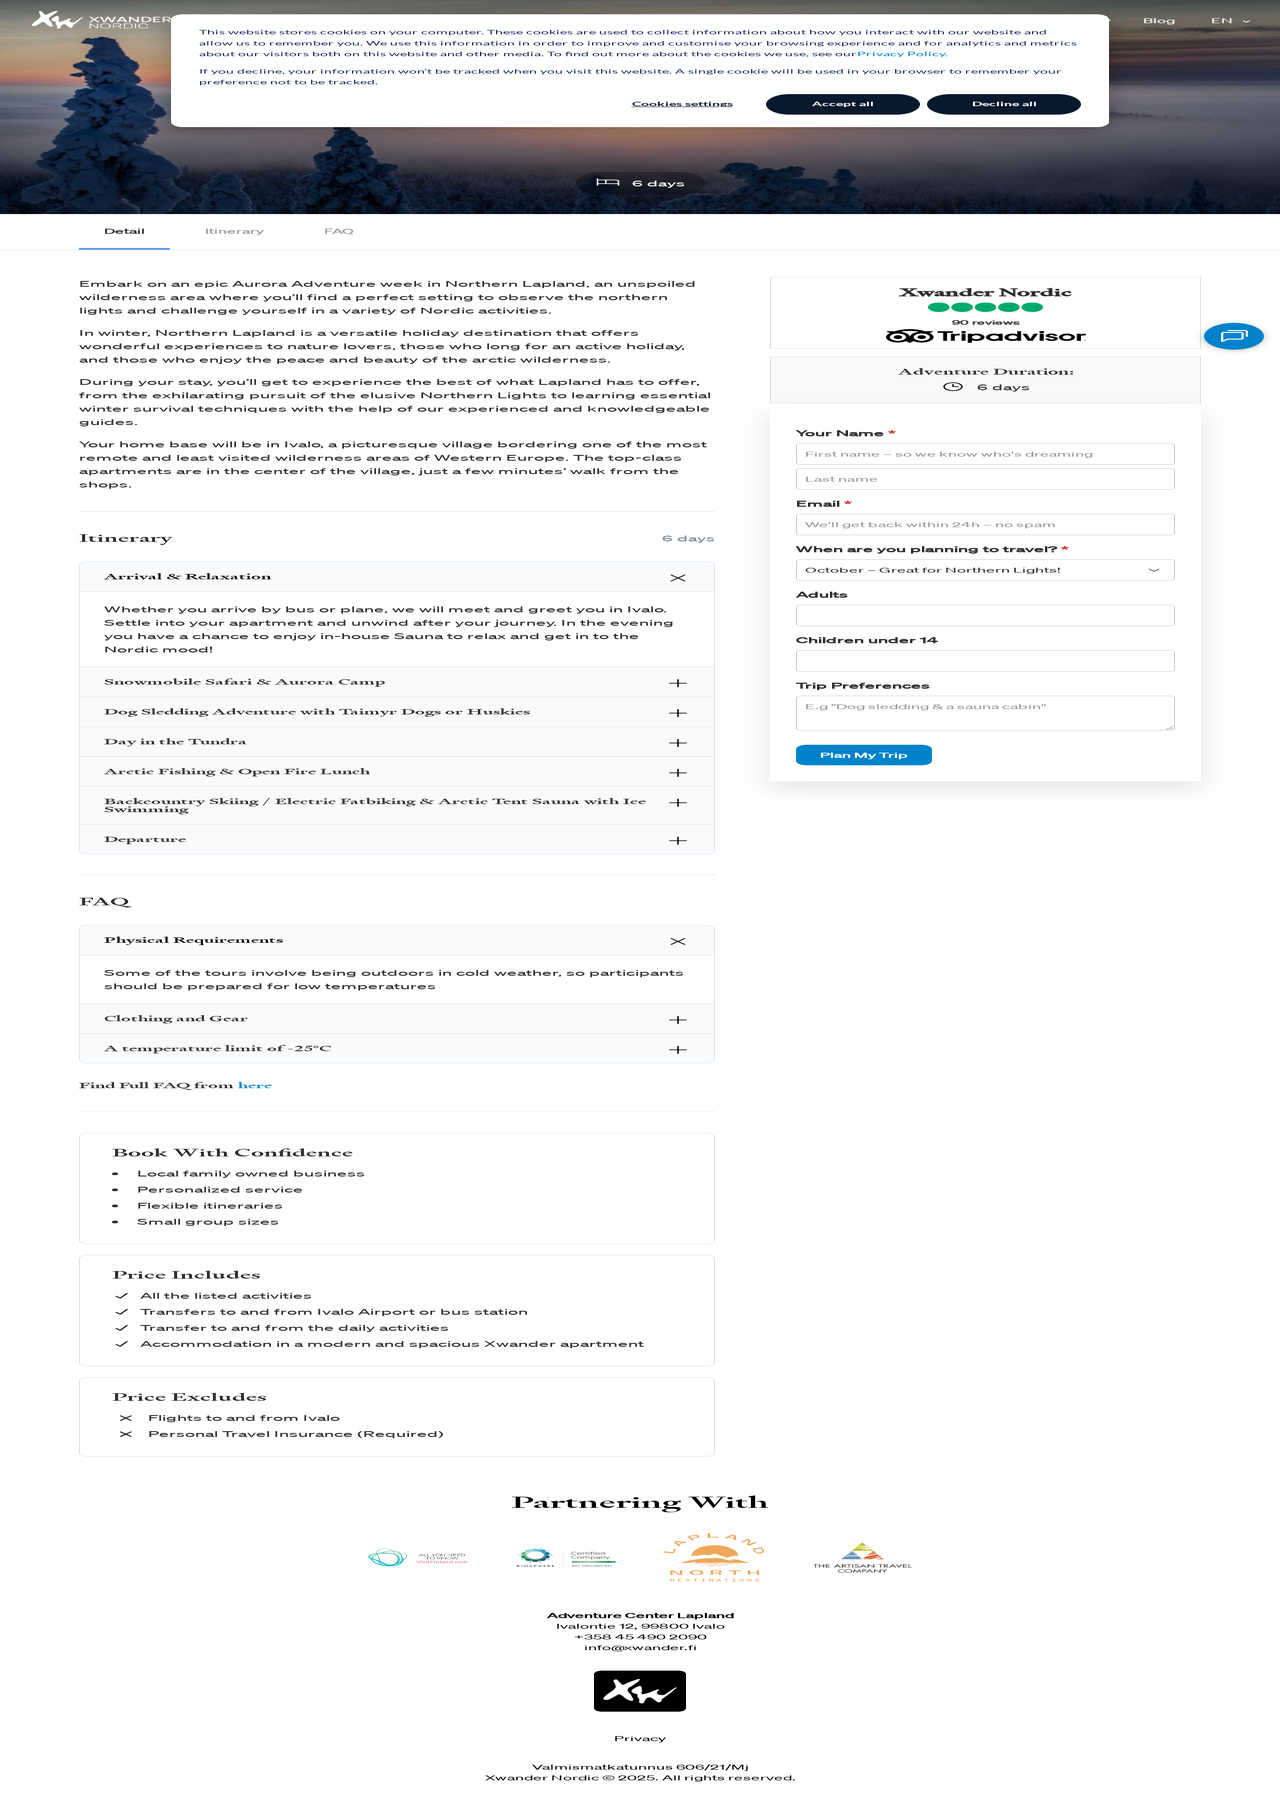 XWANDER
NORDIC
Blog
EN
This website stores cookies on your computer. These cookies are used to collect information about how you interact with our website and
allow us to remember you. We use this information in order to improve and customise your browsing experience and for analytics and metrics
about our visitors both on this website and other media. To find out more about the cookies we use, see our Privacy Policy.
If you decline, your information won't be tracked when you visit this website. A single cookie will be used in your browser to remember your
preference not to be tracked.
Cookies settings
Accept all
Decline all
6 days
Detail
Itinerary
FAQ
Embark on an epic Aurora Adventure week in Northern Lapland, an unspoiled
wilderness area where you'll find a perfect setting to observe the northern
lights and challenge yourself in a variety of Nordic activities.
In winter, Northern Lapland is a versatile holiday destination that offers
wonderful experiences to nature lovers, those who long for an active holiday,
and those who enjoy the peace and beauty of the arctic wilderness.
During your stay, you'll get to experience the best of what Lapland has to offer,
from the exhilarating pursuit of the elusive Northern Lights to learning essential
winter survival techniques with the help of our experienced and knowledgeable
guides.
Your home base will be in Ivalo, a picturesque village bordering one of the most
remote and least visited wilderness areas of Western Europe. The top-class
apartments are in the center of the village, just a few minutes' walk from the
shops.
Itinerary
6 days
Arrival & Relaxation
Whether you arrive by bus or plane, we will meet and greet you in Ivalo.
Settle into your apartment and unwind after your journey. In the evening
you have a chance to enjoy in-house Sauna to relax and get in to the
Nordic mood!
Snowmobile Safari & Aurora Camp
Dog Sledding Adventure with Taimyr Dogs or Huskies
Day in the Tundra
Arctic Fishing & Open Fire Lunch
Backcountry Skiing / Electric Fatbiking & Arctic Tent Sauna with Ice
Swimming
Departure
FAQ
Physical Requirements
Some of the tours involve being outdoors in cold weather, so participants
should be prepared for low temperatures
Clothing and Gear
A temperature limit of -25°C
Find Full FAQ from here
Book With Confidence
Local family owned business
Personalized service
Flexible itineraries
Small group sizes
Price Includes
All the listed activities
Transfers to and from Ivalo Airport or bus station
Transfer to and from the daily activities
Accommodation in a modern and spacious Xwander apartment
Price Excludes
Flights to and from Ivalo
Personal Travel Insurance (Required)
Xwander Nordic
90 reviews
Tripadvisor
Adventure Duration:
6 days
Your Name *
First name – so we know who's dreaming
Last name
Email *
We'll get back within 24h – no spam
When are you planning to travel? *
October – Great for Northern Lights!
Adults
Children under 14
Trip Preferences
E.g "Dog sledding & a sauna cabin"
Plan My Trip
Partnering With
ALL YOU NEED
TO KNOW
VisitFinland.com
BIOSPHERE
Certified
Company
LAPLAND
NORTH
DESTINATIONS
THE ARTISAN TRAVEL
COMPANY
Adventure Center Lapland
Ivalontie 12, 99800 Ivalo
+358 45 490 2090
info@xwander.fi
XW
Privacy
Valmismatkatunnus 606/21/Mj
Xwander Nordic © 2025. All rights reserved.